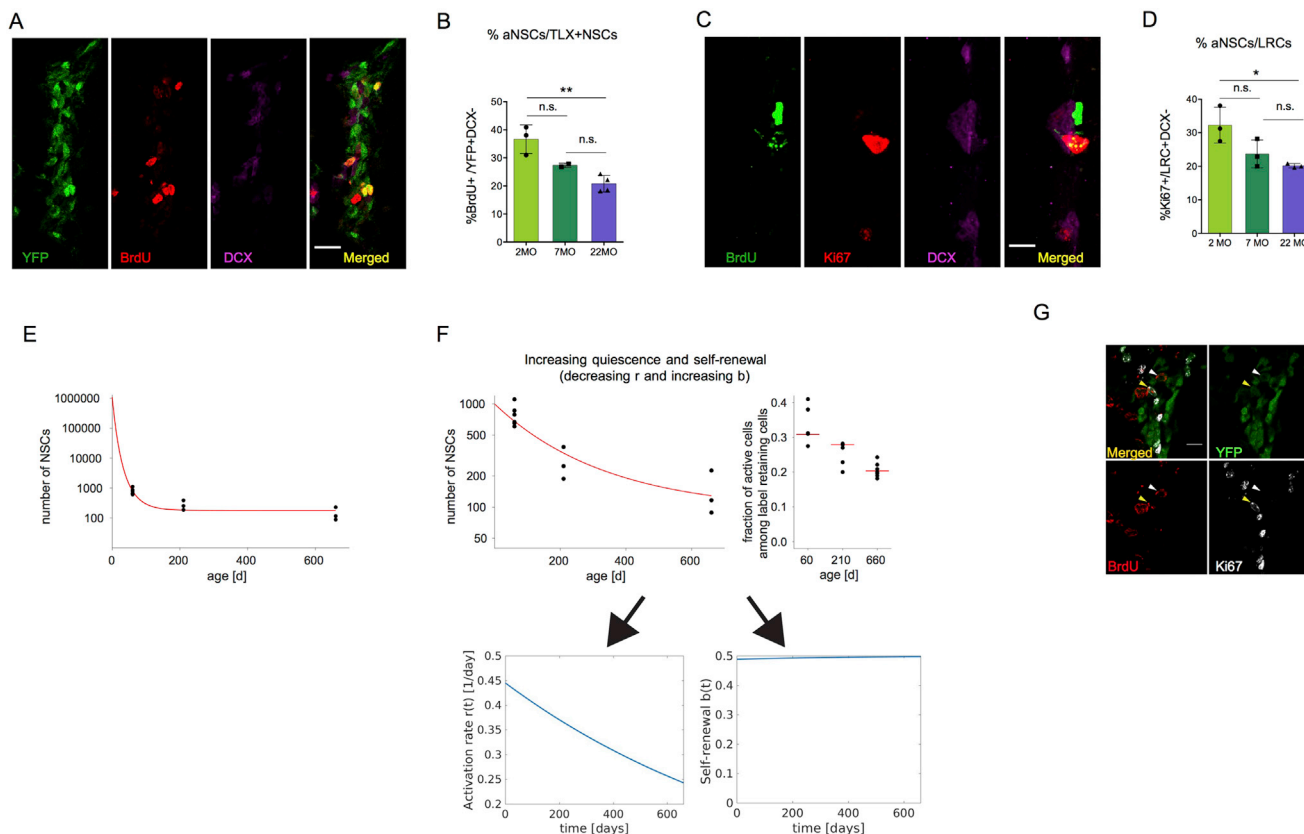 A
YFP
BrdU
DCX
Merged
B
% aNSCs/TLX+NSCs
**
n.s.
n.s.
%BrdU+ /YFP+DCX-
50
40
30
20
10
0
2MO
7MO
22MO
C
BrdU
Ki67
DCX
Merged
D
% aNSCs/LRCs
*
n.s.
n.s.
%Ki67+/LRC+DCX-
40
30
20
10
0
2 MO
7 MO
22 MO
E
number of NSCs
1000000
100000
10000
1000
100
0
200
400
600
age [d]
F
Increasing quiescence and self-renewal
(decreasing r and increasing b)
number of NSCs
1000
500
200
100
50
200
400
600
age [d]
fraction of active cells
among label retaining cells
0.4
0.3
0.2
0.1
0.0
60
210
660
age [d]
Activation rate r(t) [1/day]
0.5
0.45
0.4
0.35
0.3
0.25
0.2
0
200
400
600
time [days]
Self-renewal b(t)
0.5
0.4
0.3
0.2
0.1
0
0
200
400
600
time [days]
G
Merged
YFP
BrdU
Ki67